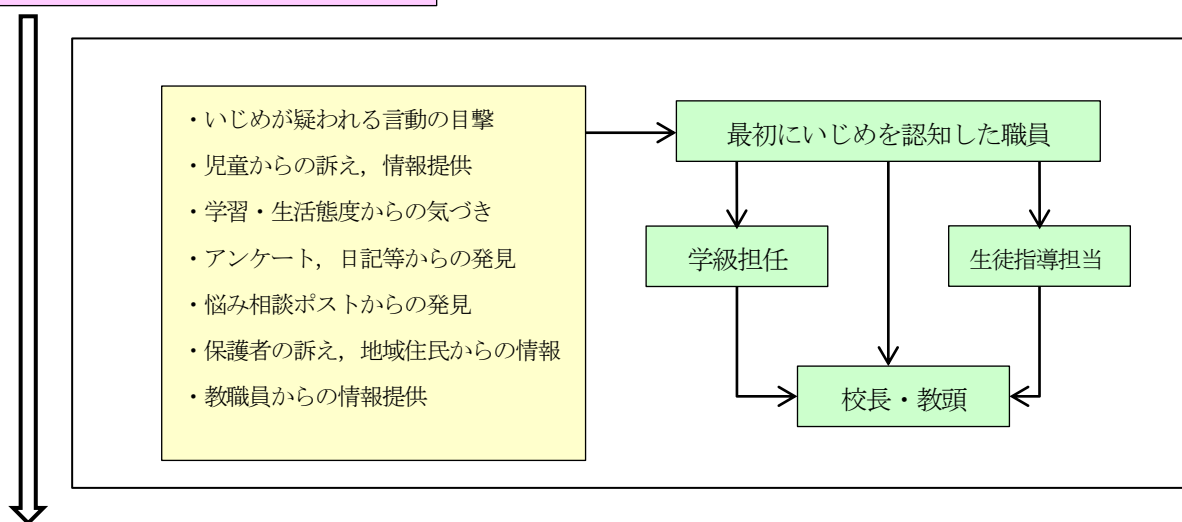 ・いじめが疑われる言動の目撃
・児童からの訴え，情報提供
・学習・生活態度からの気づき
・アンケート，日記等からの発見
・悩み相談ポストからの発見
・保護者の訴え，地域住民からの情報
・教職員からの情報提供
最初にいじめを認知した職員
学級担任
生徒指導担当
校長・教頭